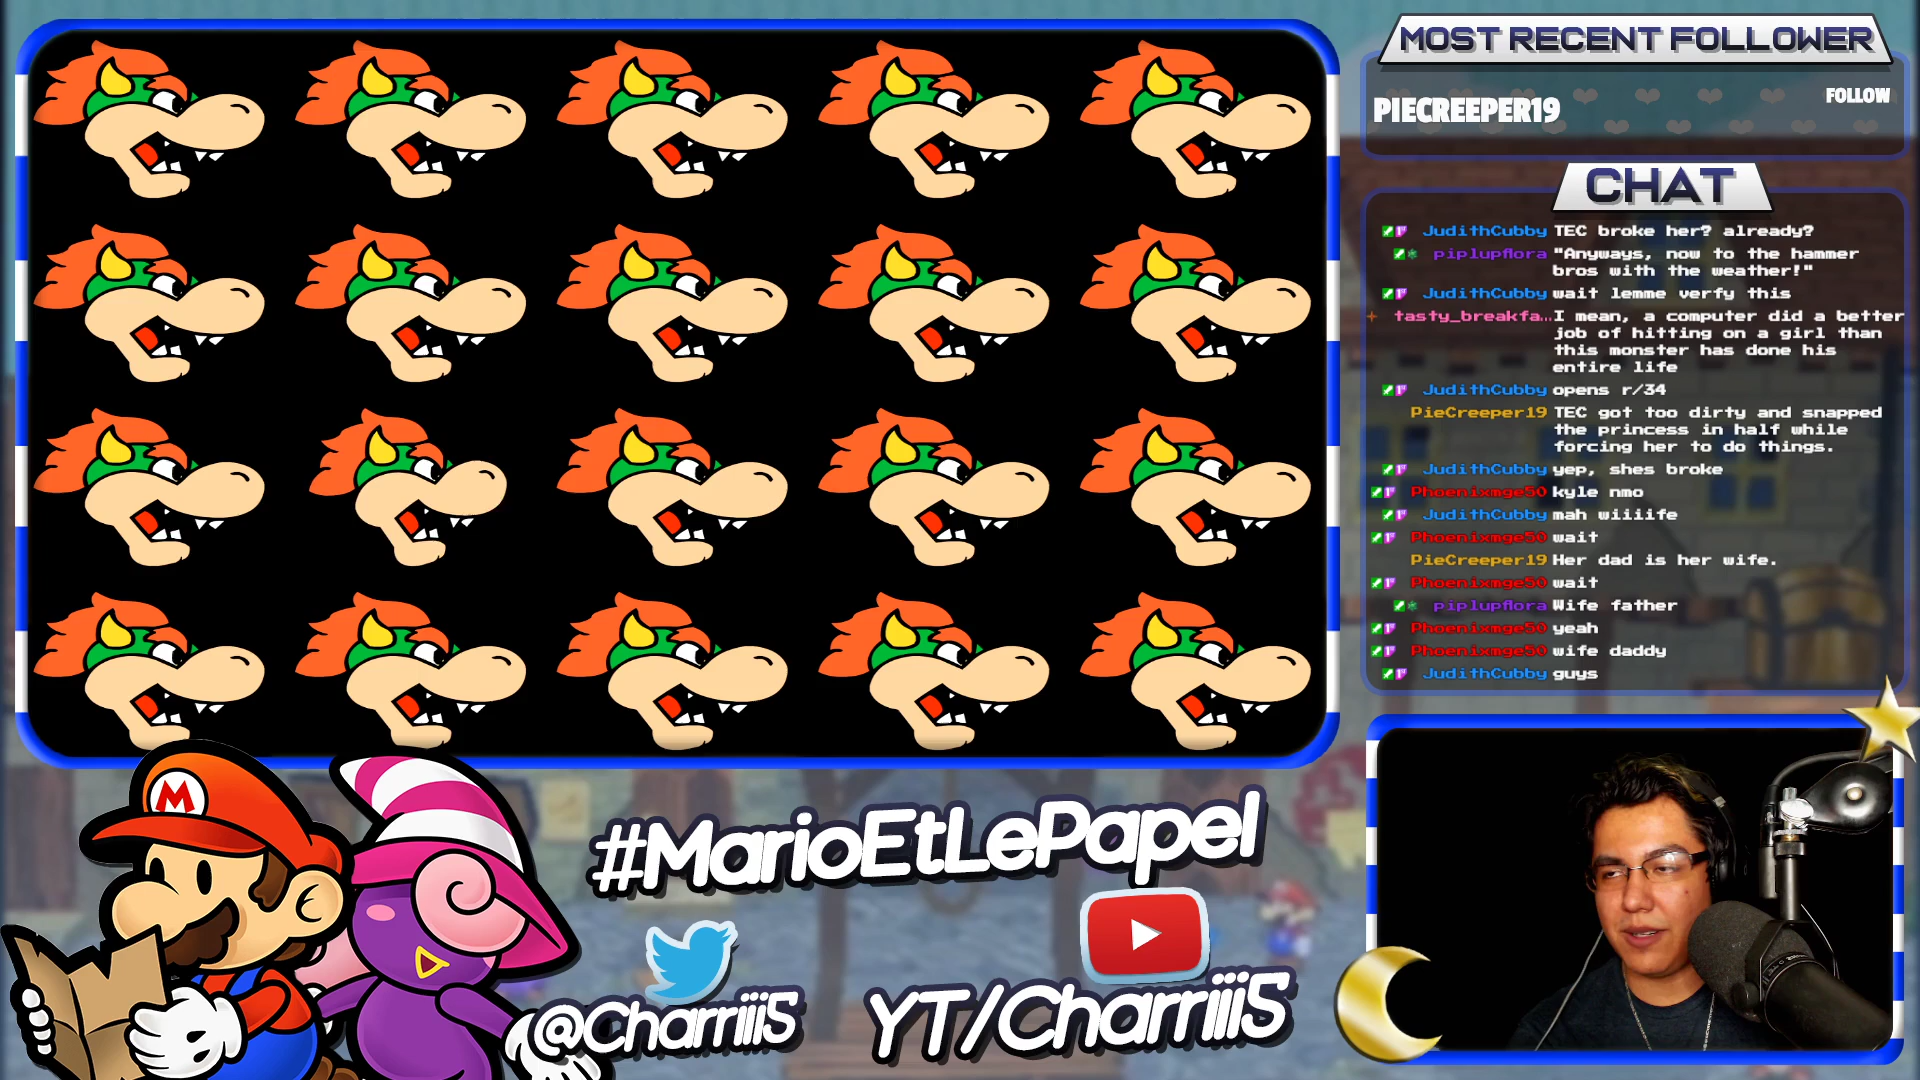 MOST RECENT FOLLOWER
PIECREEPER19
FOLLOW
CHAT
JudithCubby TEC broke her? already?
piplupflora "Anyways, now to the hammer
bros with the weather!"
JudithCubby wait lemme verfy this
tasty_breakfa... I mean, a computer did a better
job of hitting on a girl than
this monster has done his
entire life
JudithCubby opens r/34
PieCreeper19 TEC got too dirty and snapped
the princess in half while
forcing her to do things.
JudithCubby yep, shes broke
Phoenixmge50 kyle nmo
JudithCubby mah wiiiife
Phoenixmge50 wait
PieCreeper19 Her dad is her wife.
Phoenixmge50 wait
piplupflora Wife father
Phoenixmge50 yeah
Phoenixmge50 wife daddy
JudithCubby guys
M
#MarioEtLePapel
@Charriii5
YT/Charriii5